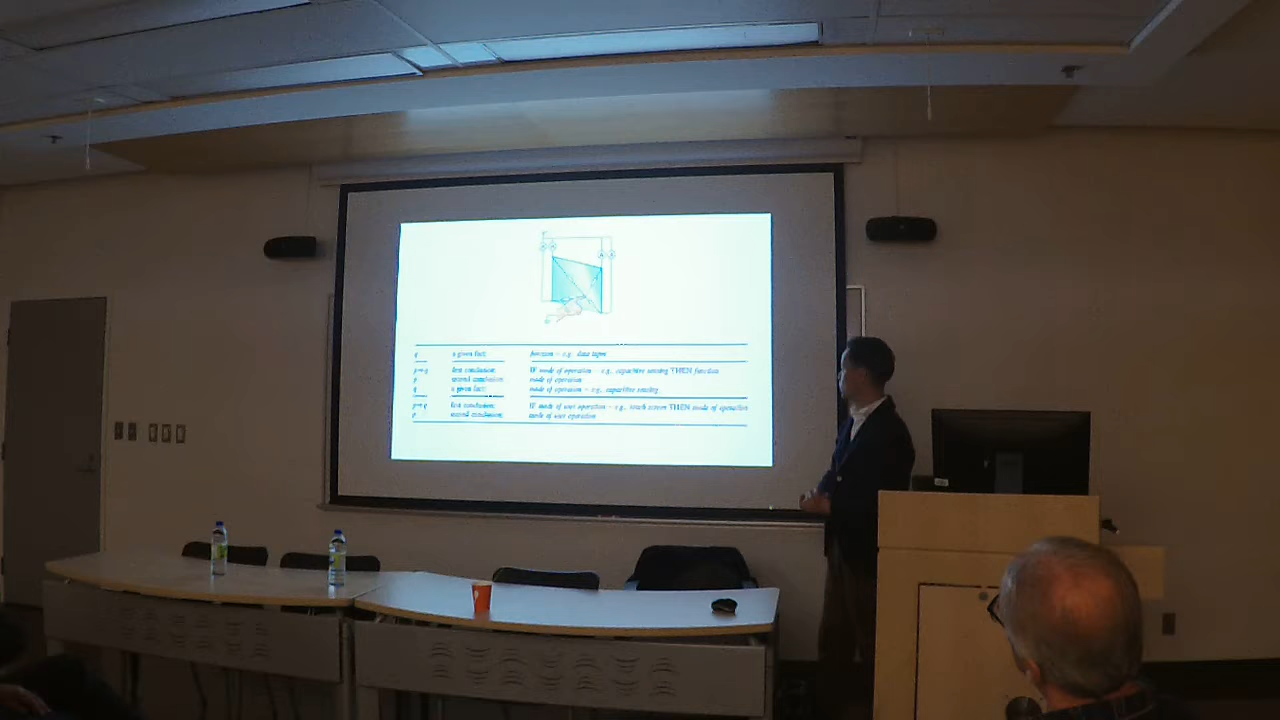 q a given fact: function – e.g. data tapes
p⇒q first conclusion: IF mode of operation – e.g., capacitive sensing THEN function
p second conclusion: mode of operation
q a given fact: mode of operation – e.g., capacitive sensing
p⇒q first conclusion: IF mode of user operation – e.g., touch screen THEN mode of operation
p second conclusion: mode of user operation